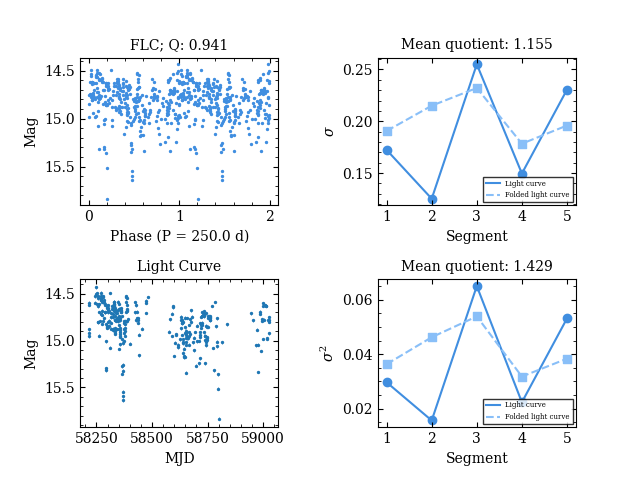 FLC; Q: 0.941
Mag
14.5
15.0
15.5
0
1
2
Phase (P = 250.0 d)
Mean quotient: 1.155
σ
0.25
0.20
0.15
1
2
3
4
5
Segment
Light curve
Folded light curve
Light Curve
Mag
14.5
15.0
15.5
58250
58500
58750
59000
MJD
Mean quotient: 1.429
σ²
0.06
0.04
0.02
1
2
3
4
5
Segment
Light curve
Folded light curve